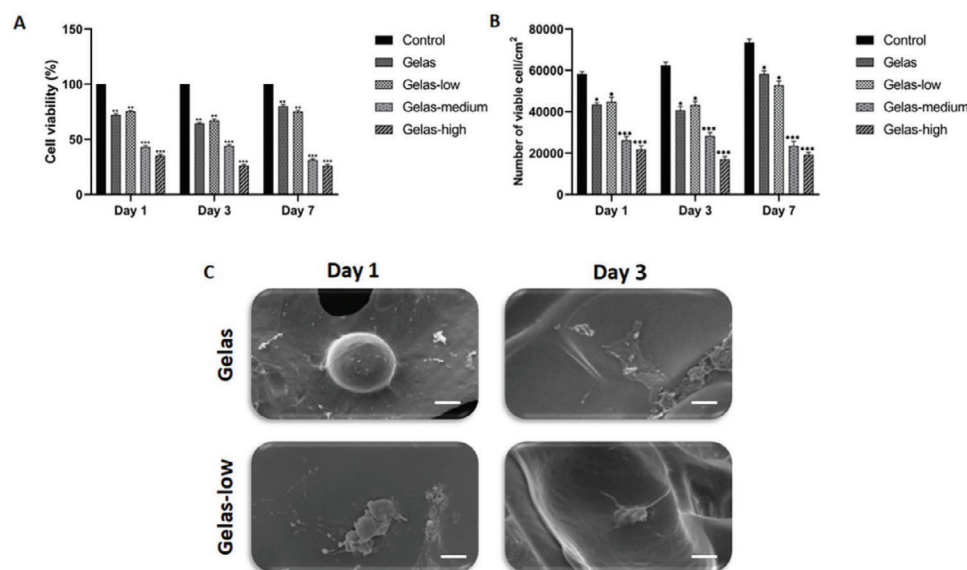 A
Cell viability (%)
150
100
50
0
** ** *** ***
** ** *** ***
** ** *** ***
Day 1 Day 3 Day 7
Control
Gelas
Gelas-low
Gelas-medium
Gelas-high
B
Number of viable cell/cm²
80000
60000
40000
20000
0
* * *** ***
* * *** ***
* * *** ***
Day 1 Day 3 Day 7
Control
Gelas
Gelas-low
Gelas-medium
Gelas-high
C
Day 1 Day 3
Gelas
Gelas-low